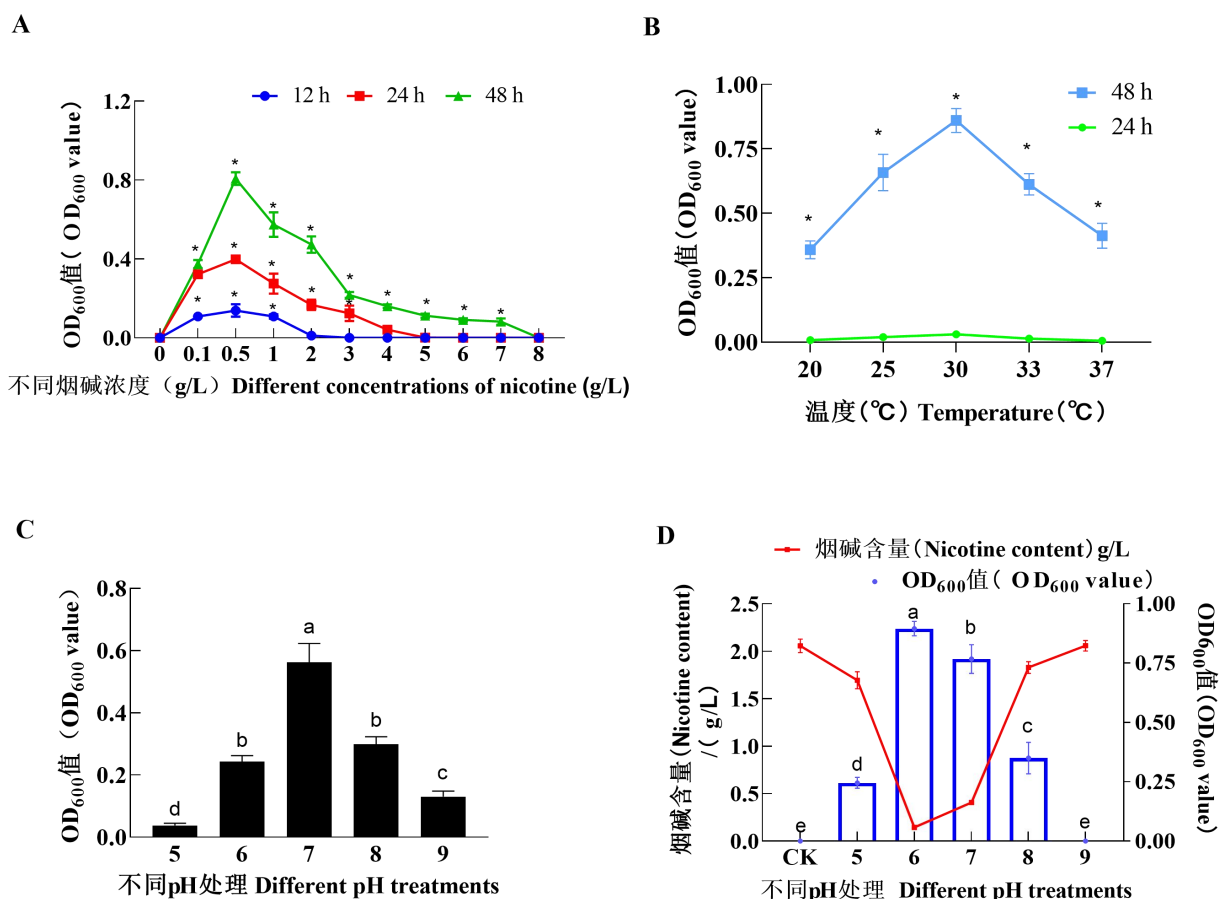 A
12 h 24 h 48 h
OD600值( OD600 value)
1.2
0.8
0.4
0.0
* * * * * * * * * *
* * * * *
* * *
0 0.1 0.5 1 2 3 4 5 6 7 8
不同烟碱浓度（g/L）Different concentrations of nicotine (g/L)
B
48 h
24 h
OD600值(OD600 value)
1.00
0.75
0.50
0.25
0.00
* * * * *
20 25 30 33 37
温度(℃) Temperature(℃)
C
OD600值（OD600 value)
0.8
0.6
0.4
0.2
0.0
d b a b c
5 6 7 8 9
不同pH处理 Different pH treatments
D
烟碱含量(Nicotine content)g/L
OD600值( OD600 value)
烟碱含量(Nicotine content)
/( g/L)
2.5
2.0
1.5
1.0
0.5
0.0
e d a b c e
1.00
0.75
0.50
0.25
0.00
OD600值(OD600 value)
CK 5 6 7 8 9
不同pH处理 Different pH treatments